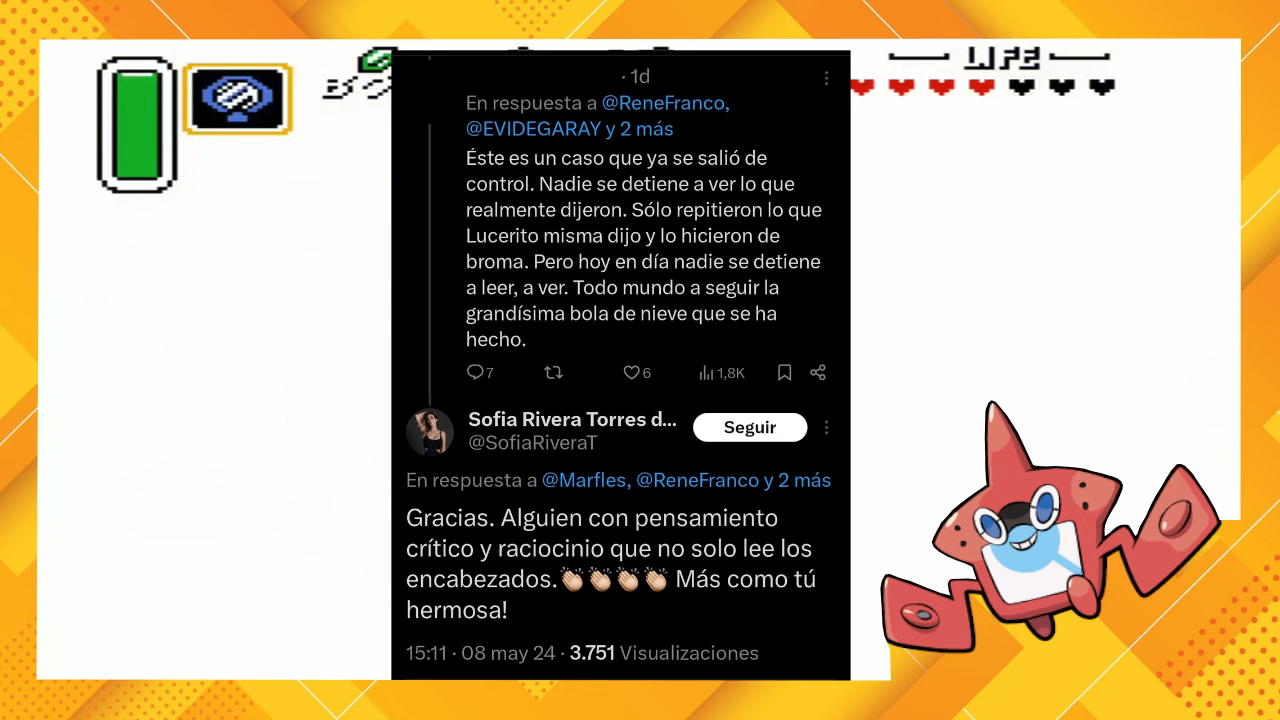 LIFE
· 1d
En respuesta a @ReneFranco,
@EVIDEGARAY y 2 más
Éste es un caso que ya se salió de
control. Nadie se detiene a ver lo que
realmente dijeron. Sólo repitieron lo que
Lucerito misma dijo y lo hicieron de
broma. Pero hoy en día nadie se detiene
a leer, a ver. Todo mundo a seguir la
grandísima bola de nieve que se ha
hecho.
7 6 1,8K
Sofia Rivera Torres d...
@SofiaRiveraT
Seguir
En respuesta a @Marfles, @ReneFranco y 2 más
Gracias. Alguien con pensamiento
crítico y raciocinio que no solo lee los
encabezados.👏🏻👏🏻👏🏻👏🏻 Más como tú
hermosa!
15:11 · 08 may 24 · 3.751 Visualizaciones